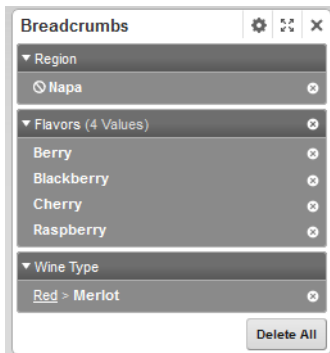 Breadcrumbs
Region
Napa
Flavors (4 Values)
Berry
Blackberry
Cherry
Raspberry
Wine Type
Red > Merlot
Delete All